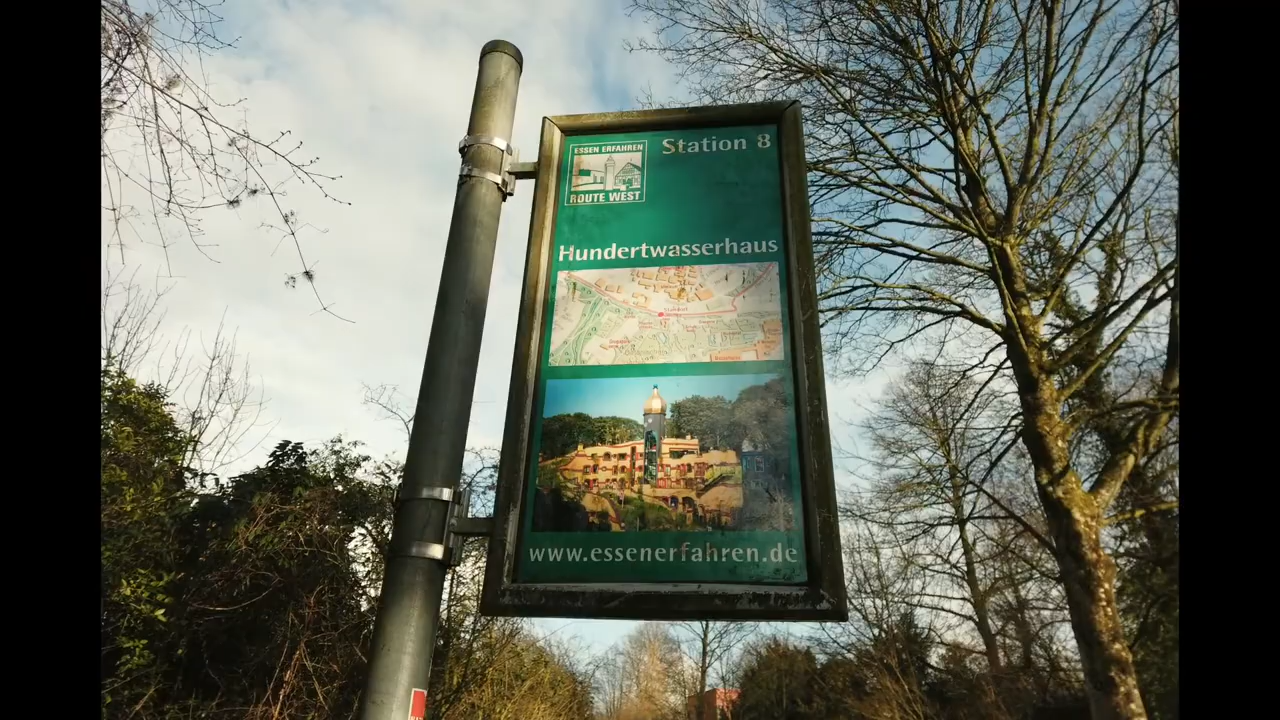 ESSEN ERFAHREN
ROUTE WEST
Station 8
Hundertwasserhaus
www.essenerfahren.de